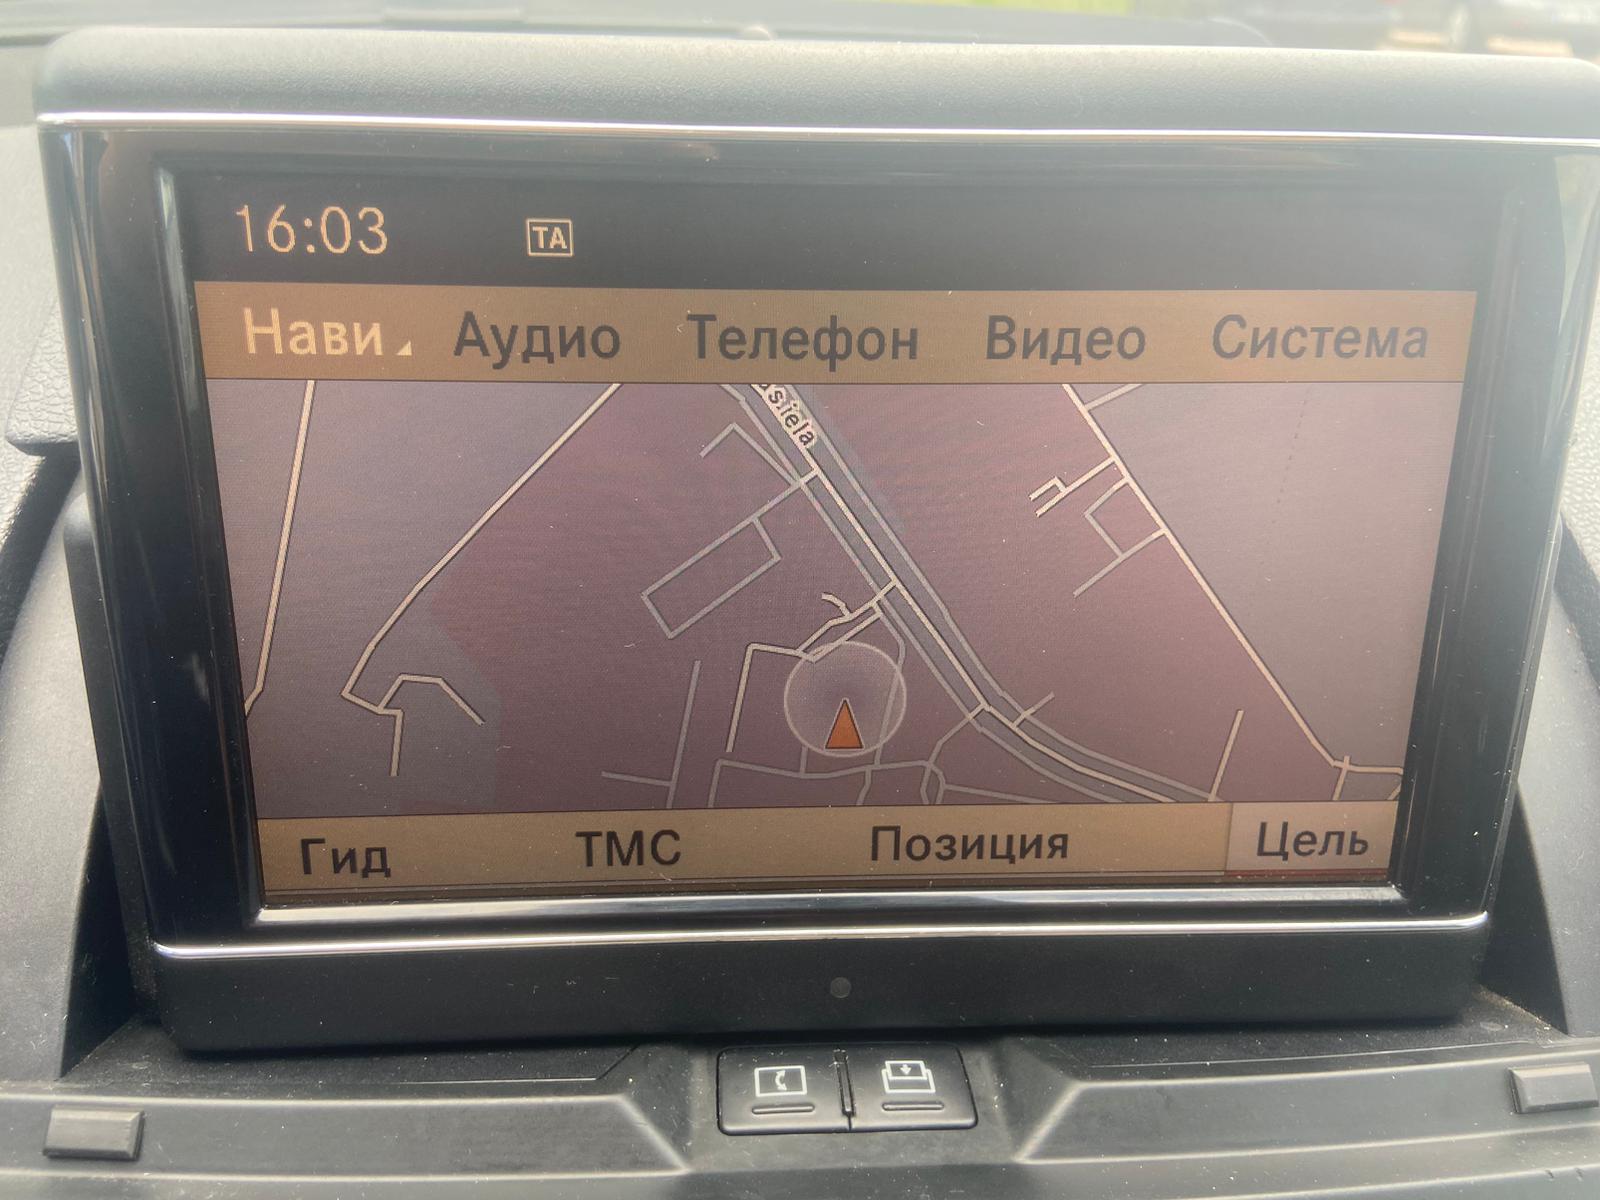 16:03 TA
Нави Аудио Телефон Видео Система
Гид ТМС Позиция Цель